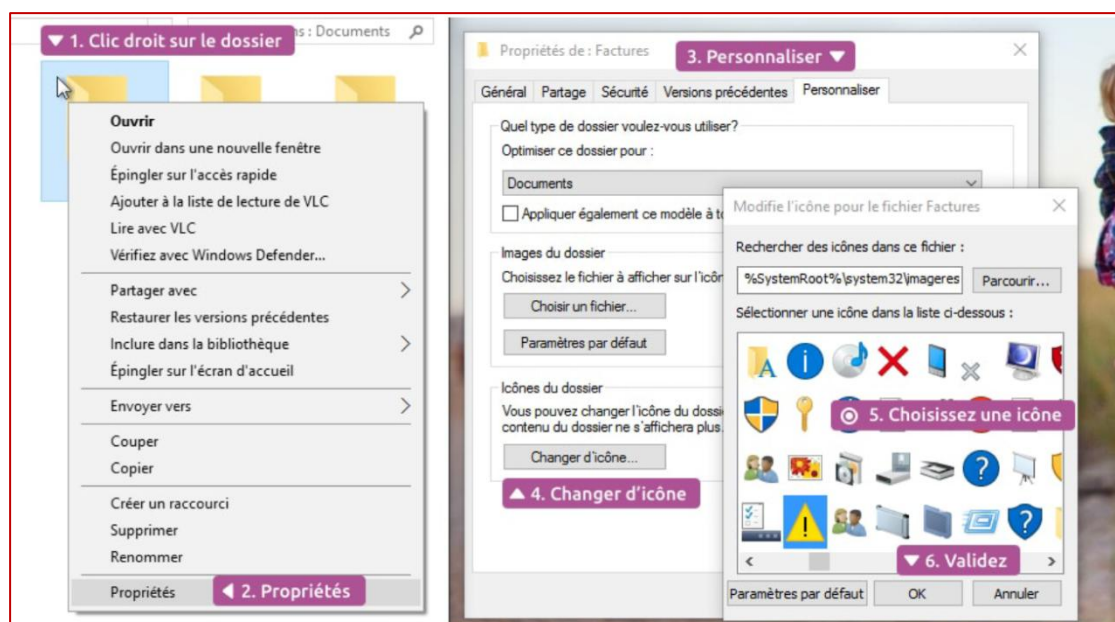 ns : Documents
▼ 1. Clic droit sur le dossier
Ouvrir
Ouvrir dans une nouvelle fenêtre
Épingler sur l'accès rapide
Ajouter à la liste de lecture de VLC
Lire avec VLC
Vérifiez avec Windows Defender...
Partager avec
Restaurer les versions précédentes
Inclure dans la bibliothèque
Épingler sur l'écran d'accueil
Envoyer vers
Couper
Copier
Créer un raccourci
Supprimer
Renommer
Propriétés
◀ 2. Propriétés
Propriétés de : Factures
3. Personnaliser ▼
Général Partage Sécurité Versions précédentes Personnaliser
Quel type de dossier voulez-vous utiliser?
Optimiser ce dossier pour :
Documents
Appliquer également ce modèle à to
Images du dossier
Choisissez le fichier à afficher sur l'icôn
Choisir un fichier...
Paramètres par défaut
Icônes du dossier
Vous pouvez changer l'icône du dossi
contenu du dossier ne s'affichera plus.
Changer d'icône...
▲ 4. Changer d'icône
Modifie l'icône pour le fichier Factures
Rechercher des icônes dans ce fichier :
%SystemRoot%\system32\imageres
Parcourir...
Sélectionner une icône dans la liste ci-dessous :
5. Choisissez une icône
▼ 6. Validez
Paramètres par défaut OK Annuler